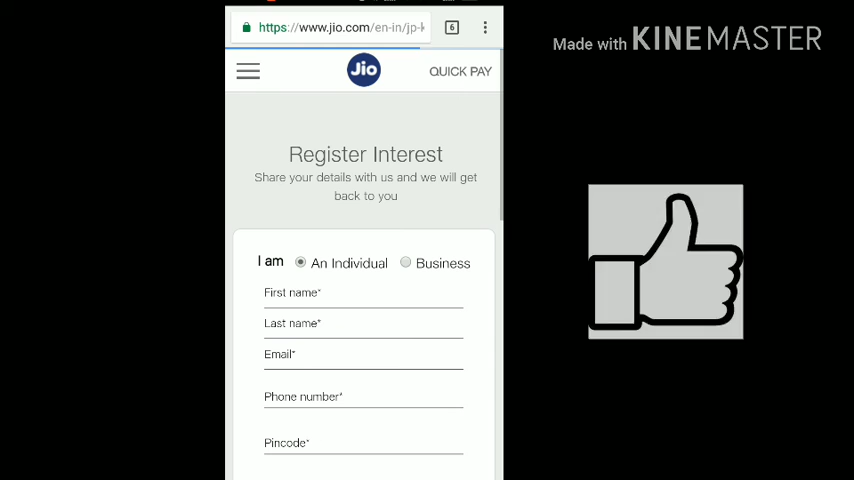 https://www.jio.com/en-in/jp-
6
Made with KINEMASTER
Jio
QUICK PAY
Register Interest
Share your details with us and we will get
back to you
I am An Individual Business
First name*
Last name*
Email*
Phone number*
Pincode*